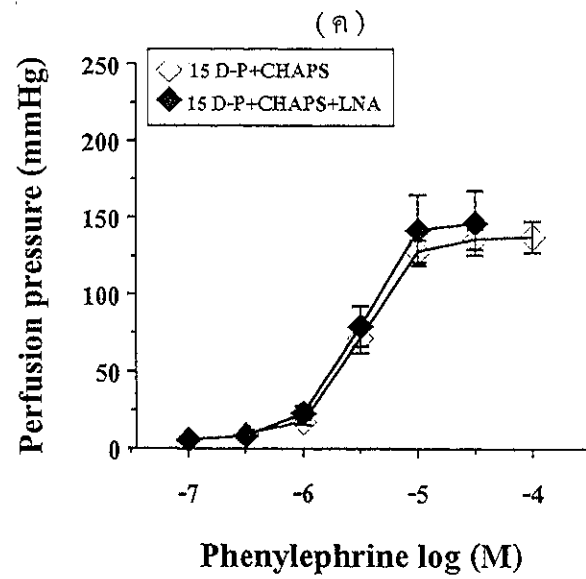 (ค)
250
200
150
100
50
0
Perfusion pressure (mmHg)
15 D-P+CHAPS
15 D-P+CHAPS+LNA
-7 -6 -5 -4
Phenylephrine log (M)